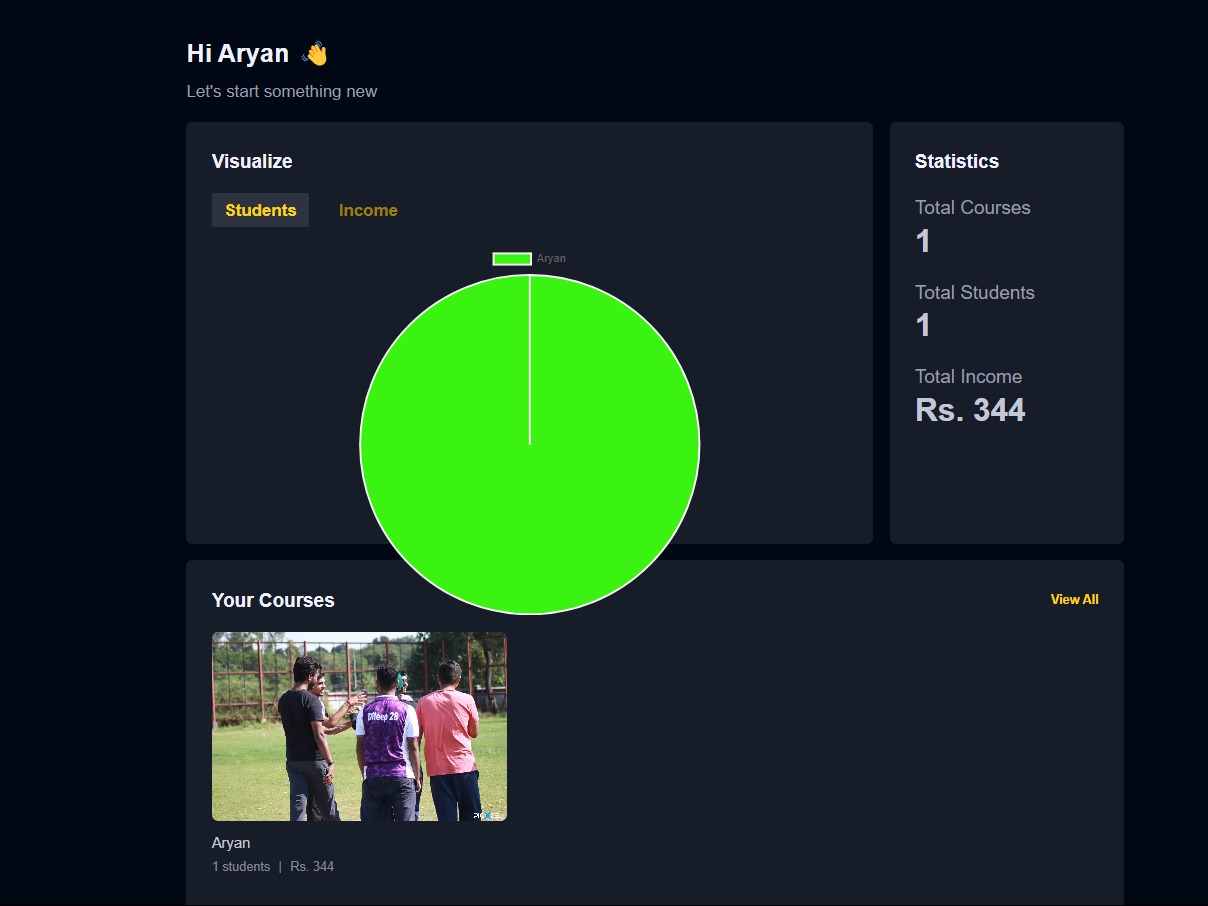 Hi Aryan 👋
Let's start something new
Visualize
Students Income
Aryan
Statistics
Total Courses
1
Total Students
1
Total Income
Rs. 344
Your Courses
View All
Dileep 28
Aryan
1 students | Rs. 344